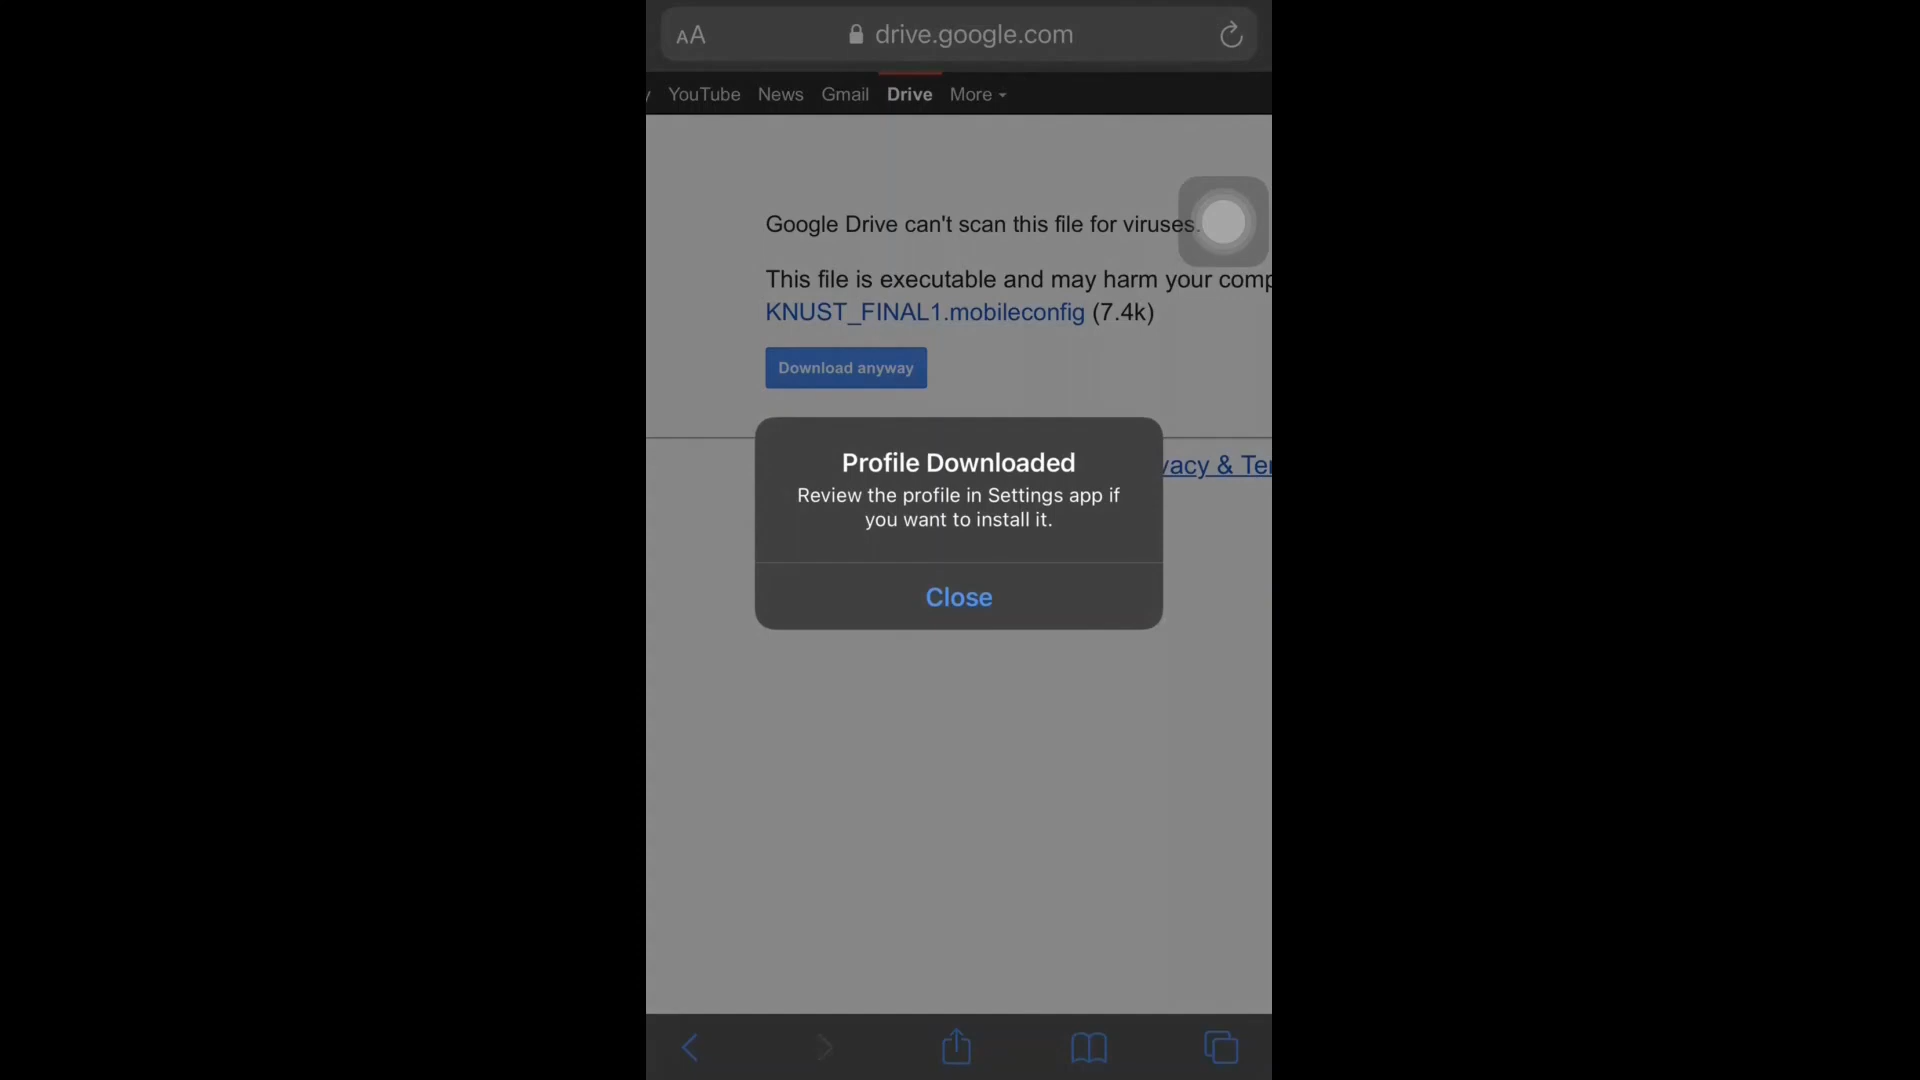 AA drive.google.com
y YouTube News Gmail Drive More
Google Drive can't scan this file for viruses.
This file is executable and may harm your comp
KNUST_FINAL1.mobileconfig (7.4k)
Download anyway
vacy & Ter
Profile Downloaded
Review the profile in Settings app if
you want to install it.
Close